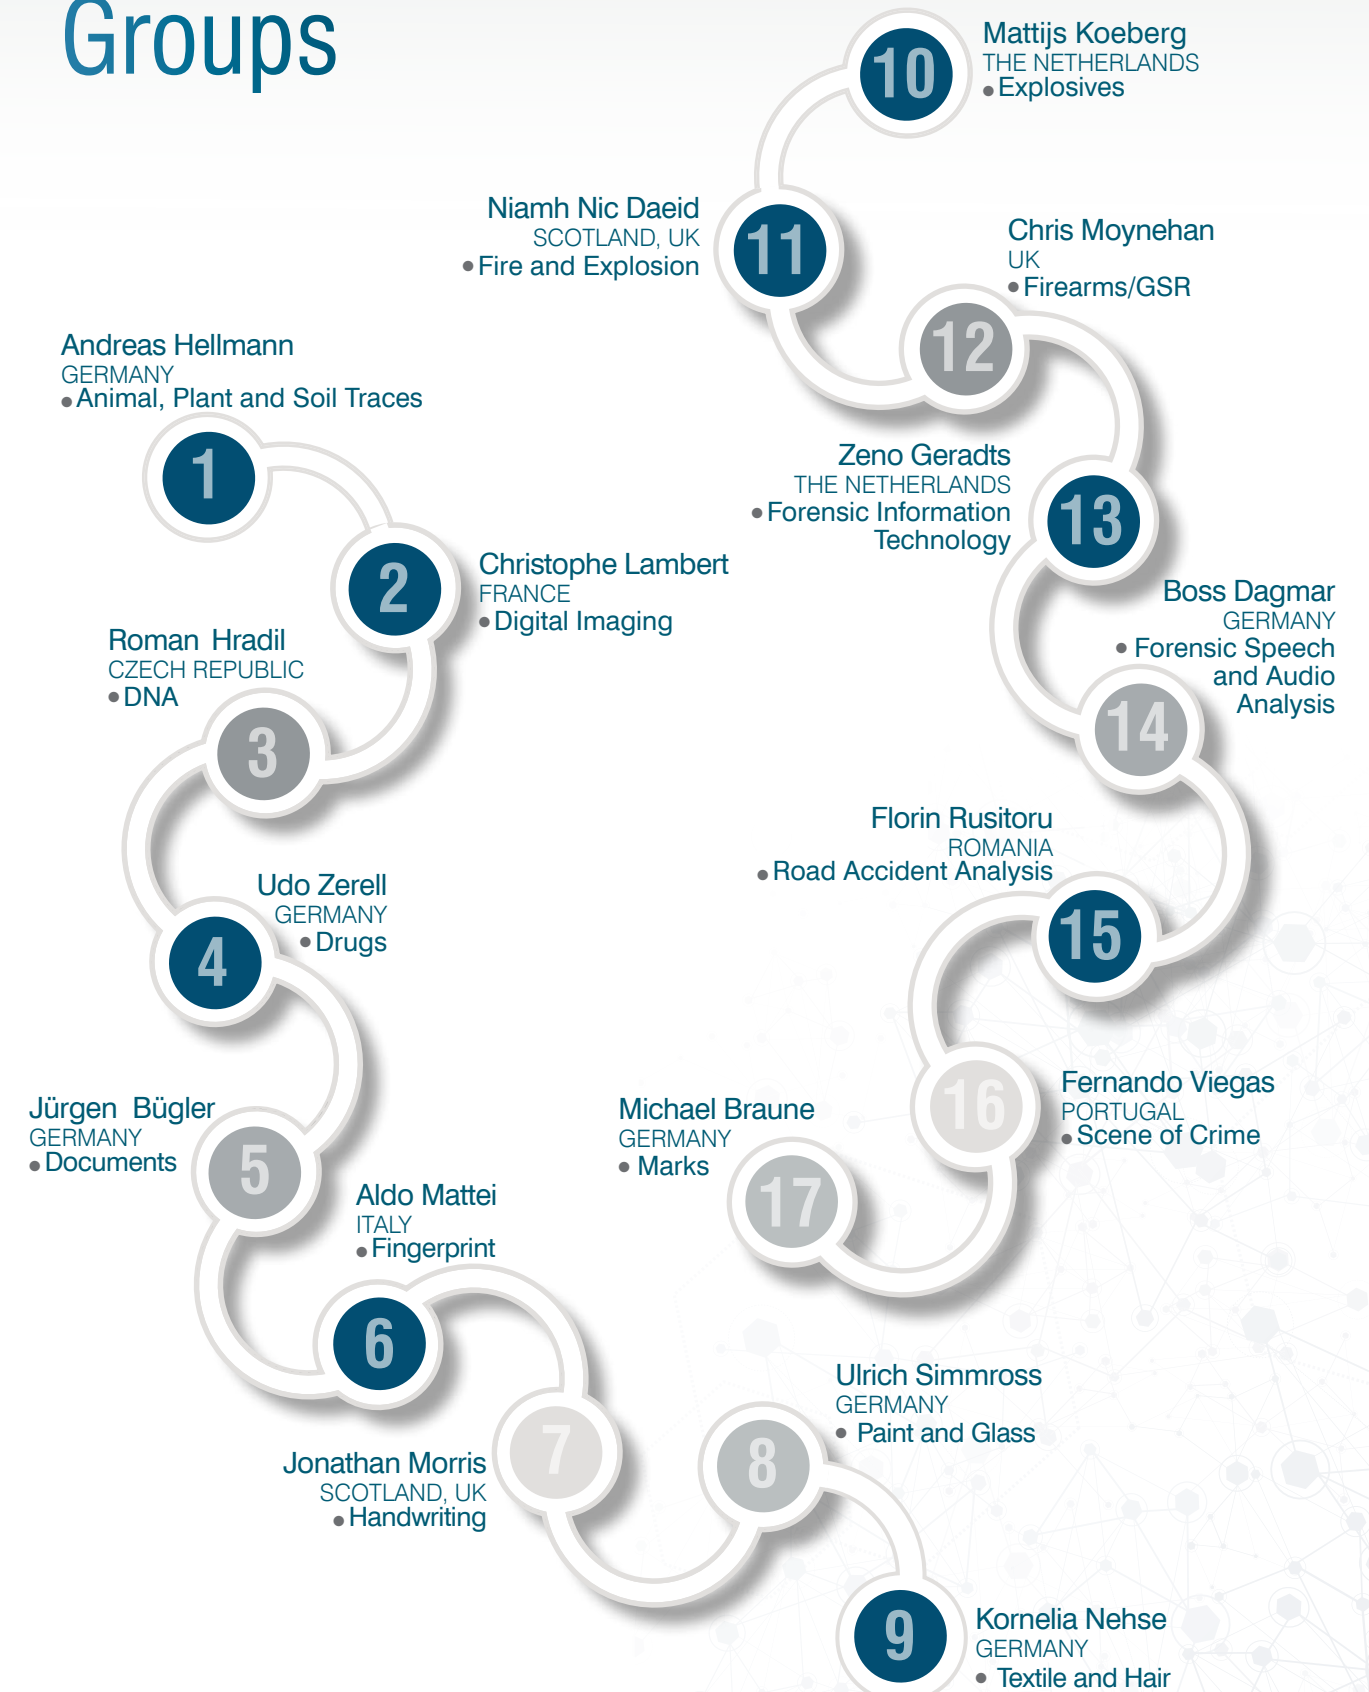 Groups
Andreas Hellmann
GERMANY
• Animal, Plant and Soil Traces
1
Christophe Lambert
FRANCE
• Digital Imaging
2
Roman Hradil
CZECH REPUBLIC
• DNA
3
Udo Zerell
GERMANY
• Drugs
4
Jürgen Bügler
GERMANY
• Documents
5
Aldo Mattei
ITALY
• Fingerprint
6
Jonathan Morris
SCOTLAND, UK
• Handwriting
7
Ulrich Simmross
GERMANY
• Paint and Glass
8
Kornelia Nehse
GERMANY
• Textile and Hair
9
Mattijs Koeberg
THE NETHERLANDS
• Explosives
10
Niamh Nic Daeid
SCOTLAND, UK
• Fire and Explosion
11
Chris Moynehan
UK
• Firearms/GSR
12
Zeno Geradts
THE NETHERLANDS
• Forensic Information
Technology
13
Boss Dagmar
GERMANY
• Forensic Speech
and Audio
Analysis
14
Florin Rusitoru
ROMANIA
• Road Accident Analysis
15
Fernando Viegas
PORTUGAL
• Scene of Crime
16
Michael Braune
GERMANY
• Marks
17